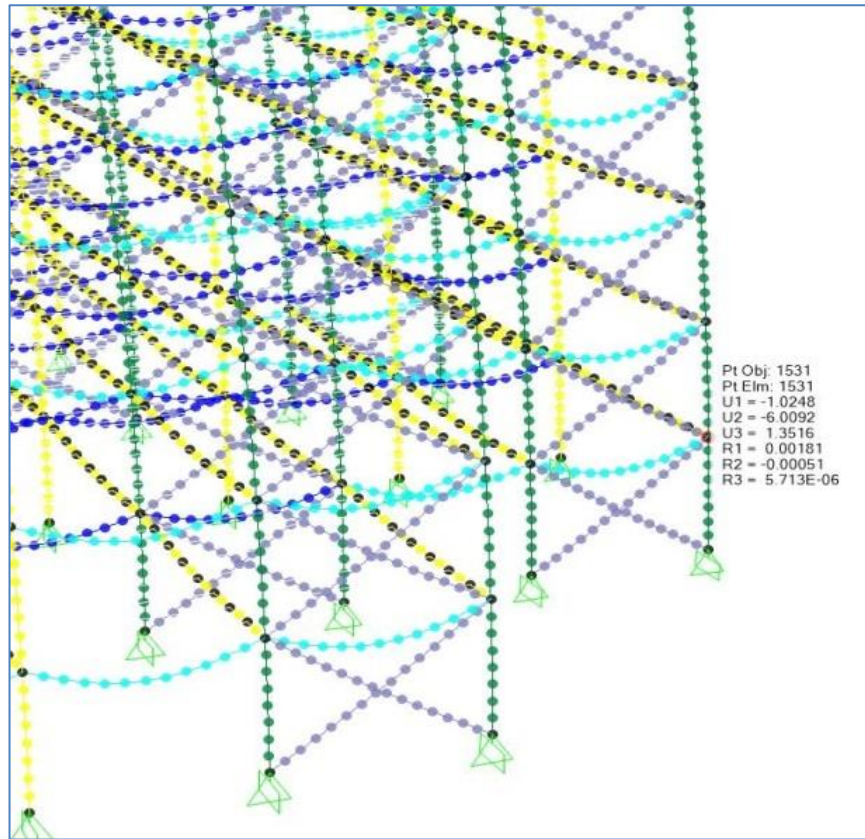 Pt Obj: 1531
Pt Elm: 1531
U1 = -1.0248
U2 = -6.0092
U3 = 1.3516
R1 = 0.00181
R2 = -0.00051
R3 = 5.713E-06